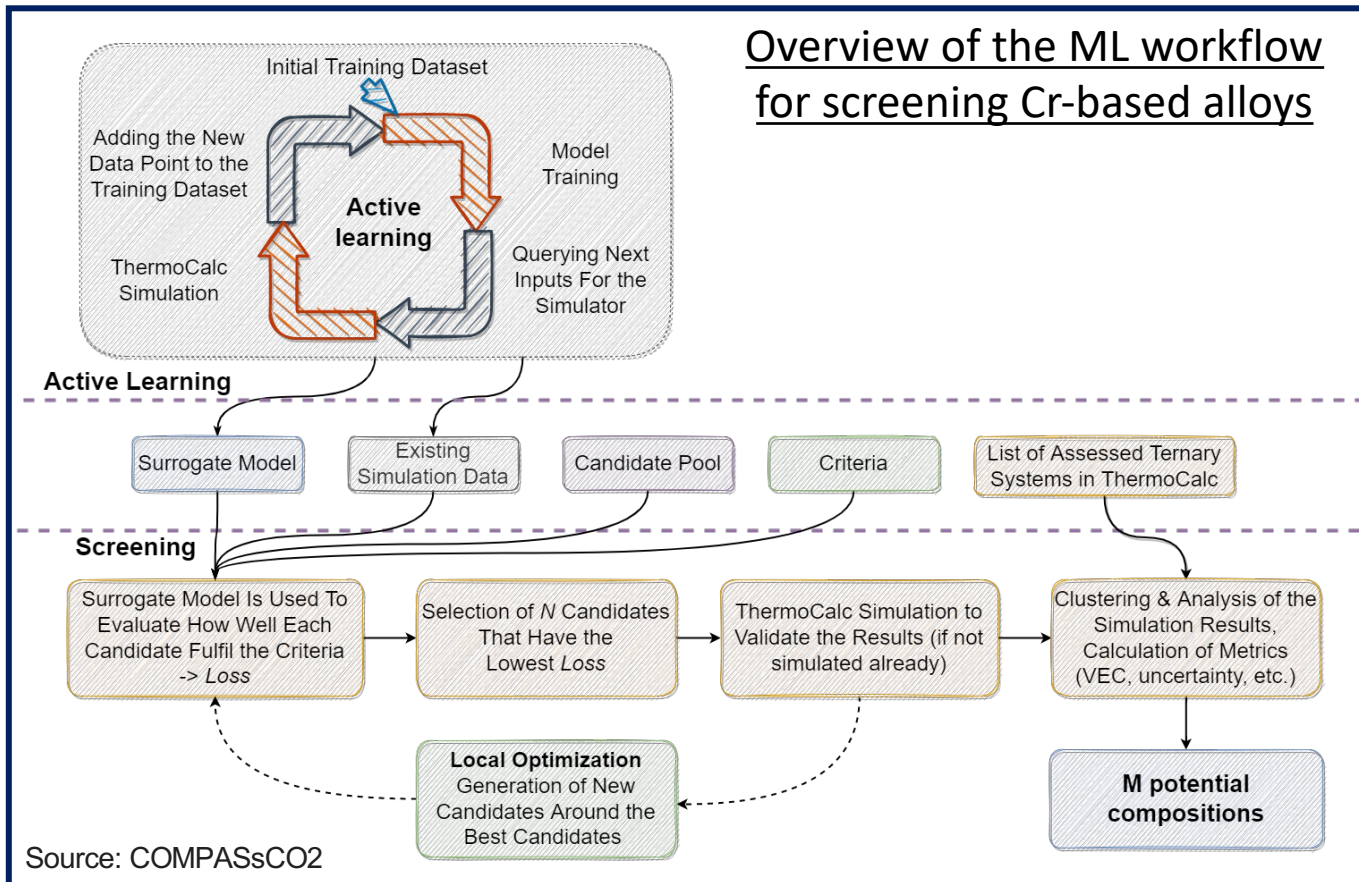 Overview of the ML workflow
for screening Cr-based alloys
Initial Training Dataset
Adding the New
Data Point to the
Training Dataset
Model
Training
Active
learning
ThermoCalc
Simulation
Querying Next
Inputs For the
Simulator
Active Learning
Surrogate Model
Existing
Simulation Data
Candidate Pool
Criteria
List of Assessed Ternary
Systems in ThermoCalc
Screening
Surrogate Model Is Used To
Evaluate How Well Each
Candidate Fulfil the Criteria
-> Loss
Selection of N Candidates
That Have the
Lowest Loss
ThermoCalc Simulation to
Validate the Results (if not
simulated already)
Clustering & Analysis of the
Simulation Results,
Calculation of Metrics
(VEC, uncertainty, etc.)
Local Optimization
Generation of New
Candidates Around the
Best Candidates
M potential
compositions
Source: COMPASsCO2